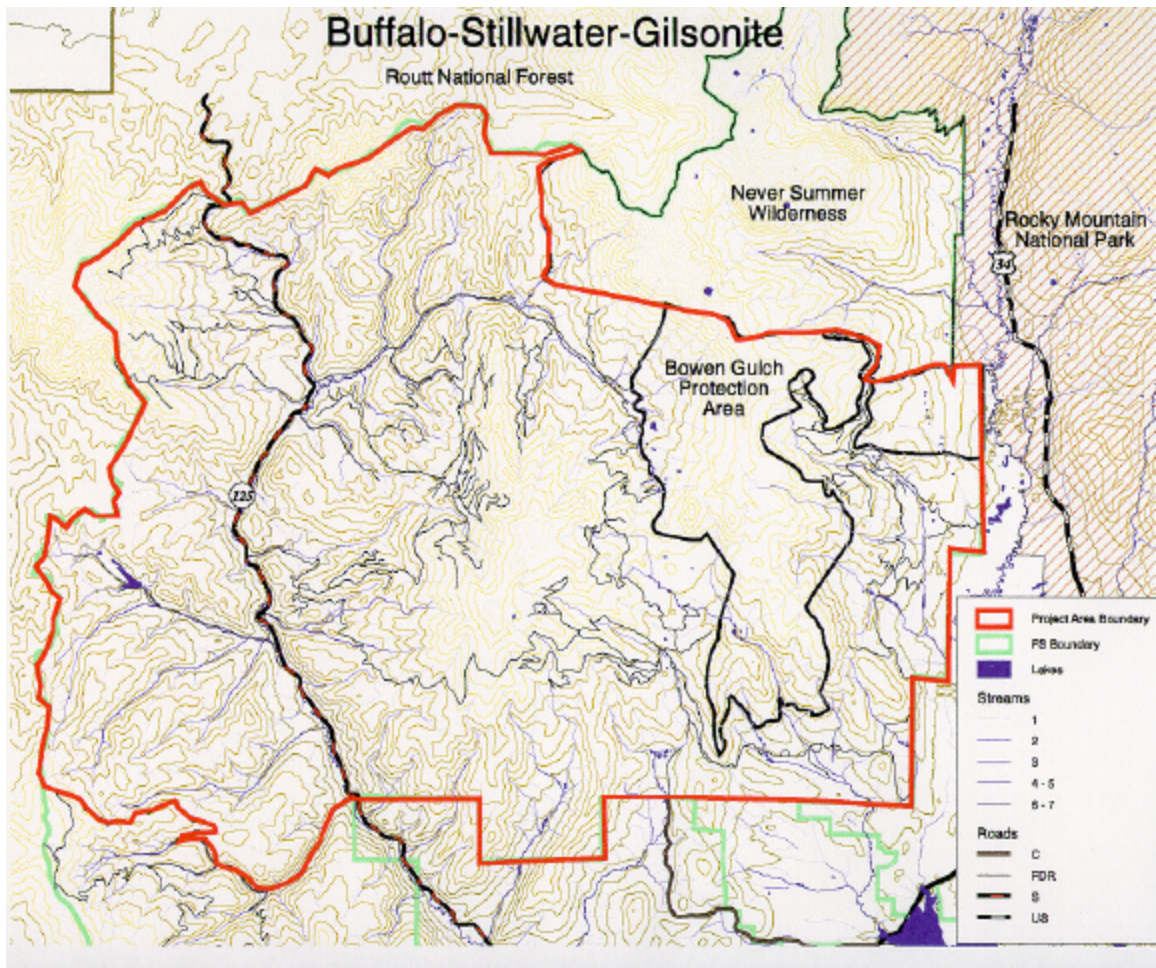 Buffalo-Stillwater-Gilsonite
Routt National Forest
Never Summer
Wilderness
Rocky Mountain
National Park
34
Bowen Gulch
Protection
Area
125
Project Area Boundary
FS Boundary
Lakes
Streams
1
2
3
4 - 5
6 - 7
Roads
C
FDR
S
US